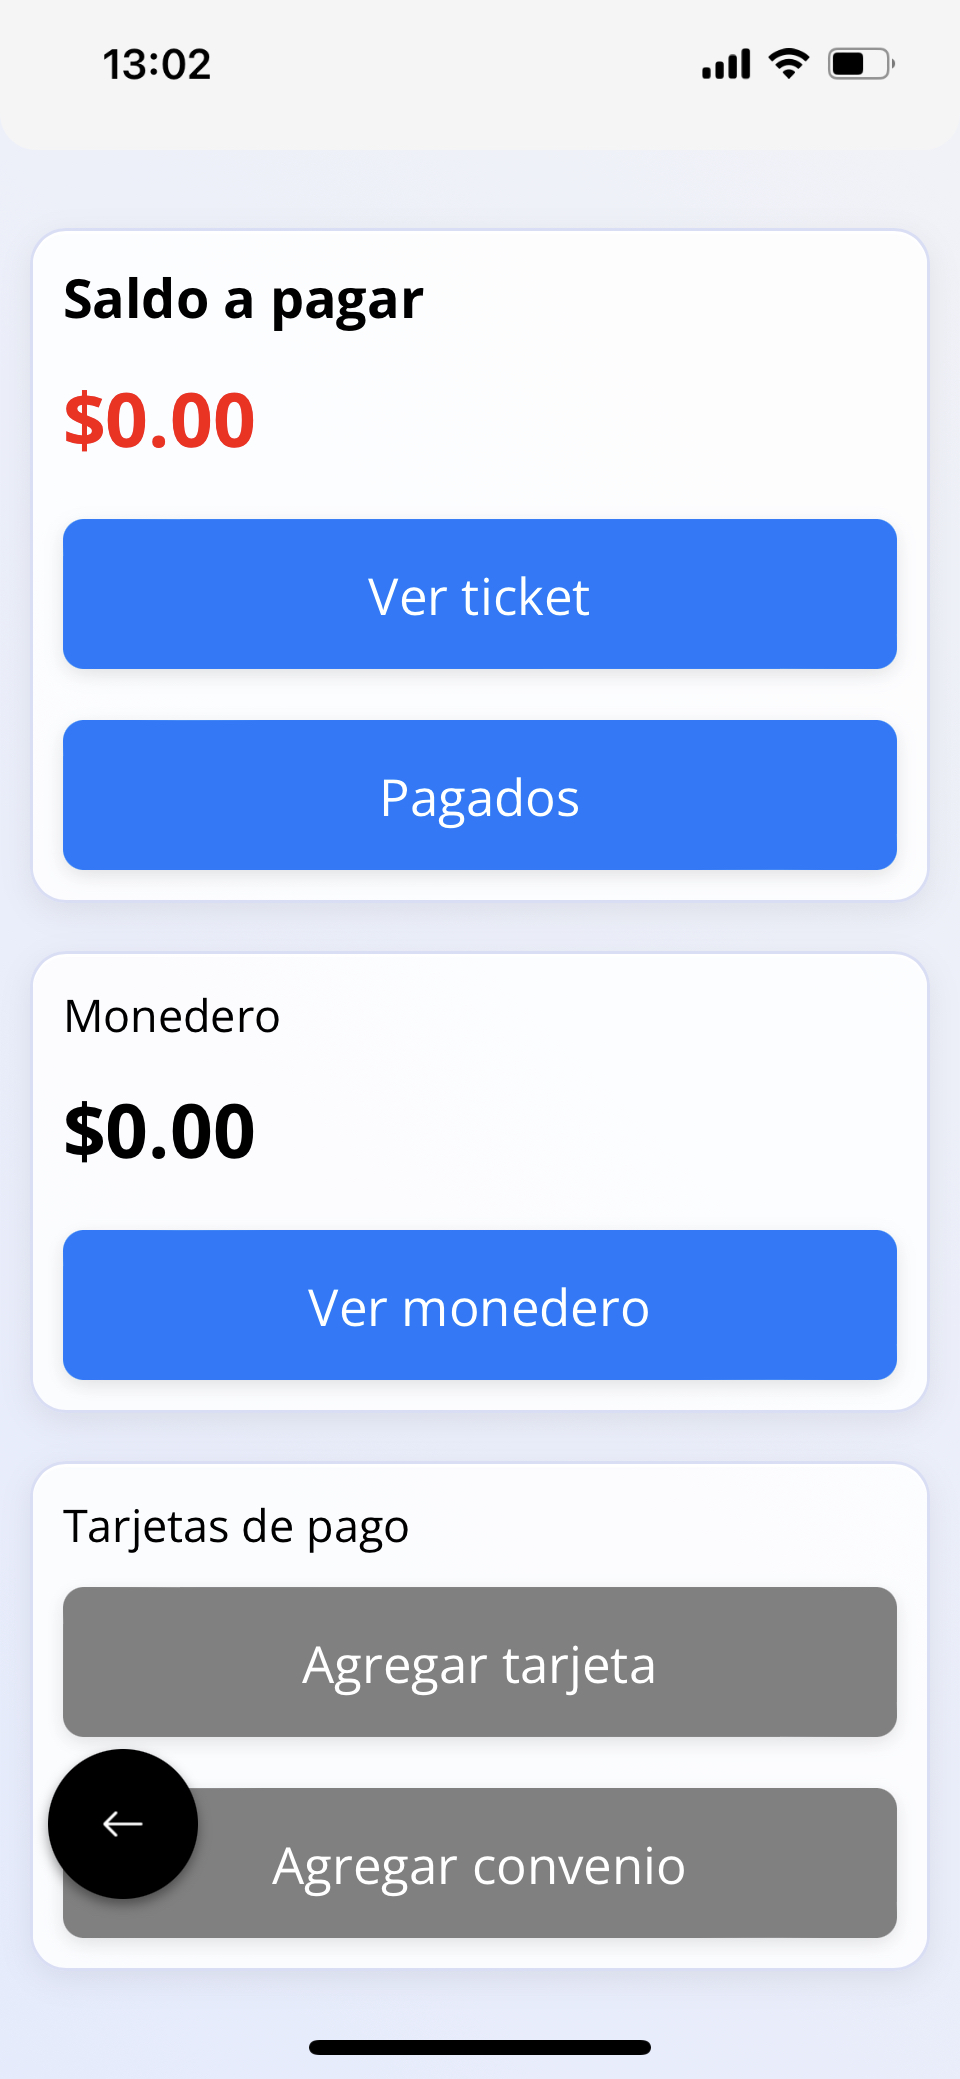 13:02
Saldo a pagar
$0.00
Ver ticket
Pagados
Monedero
$0.00
Ver monedero
Tarjetas de pago
Agregar tarjeta
Agregar convenio